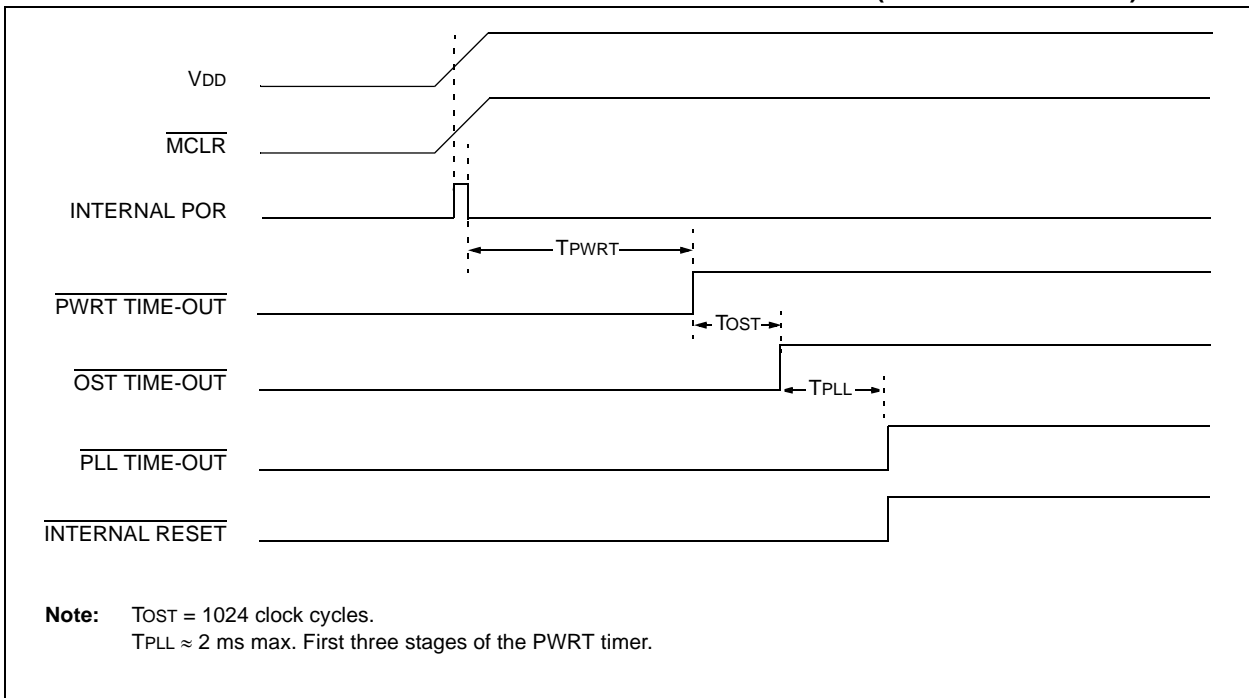 VDD
MCLR
INTERNAL POR
TPWRT
PWRT TIME-OUT
TOST
OST TIME-OUT
TPLL
PLL TIME-OUT
INTERNAL RESET
Note: TOST = 1024 clock cycles.
TPLL ≈ 2 ms max. First three stages of the PWRT timer.